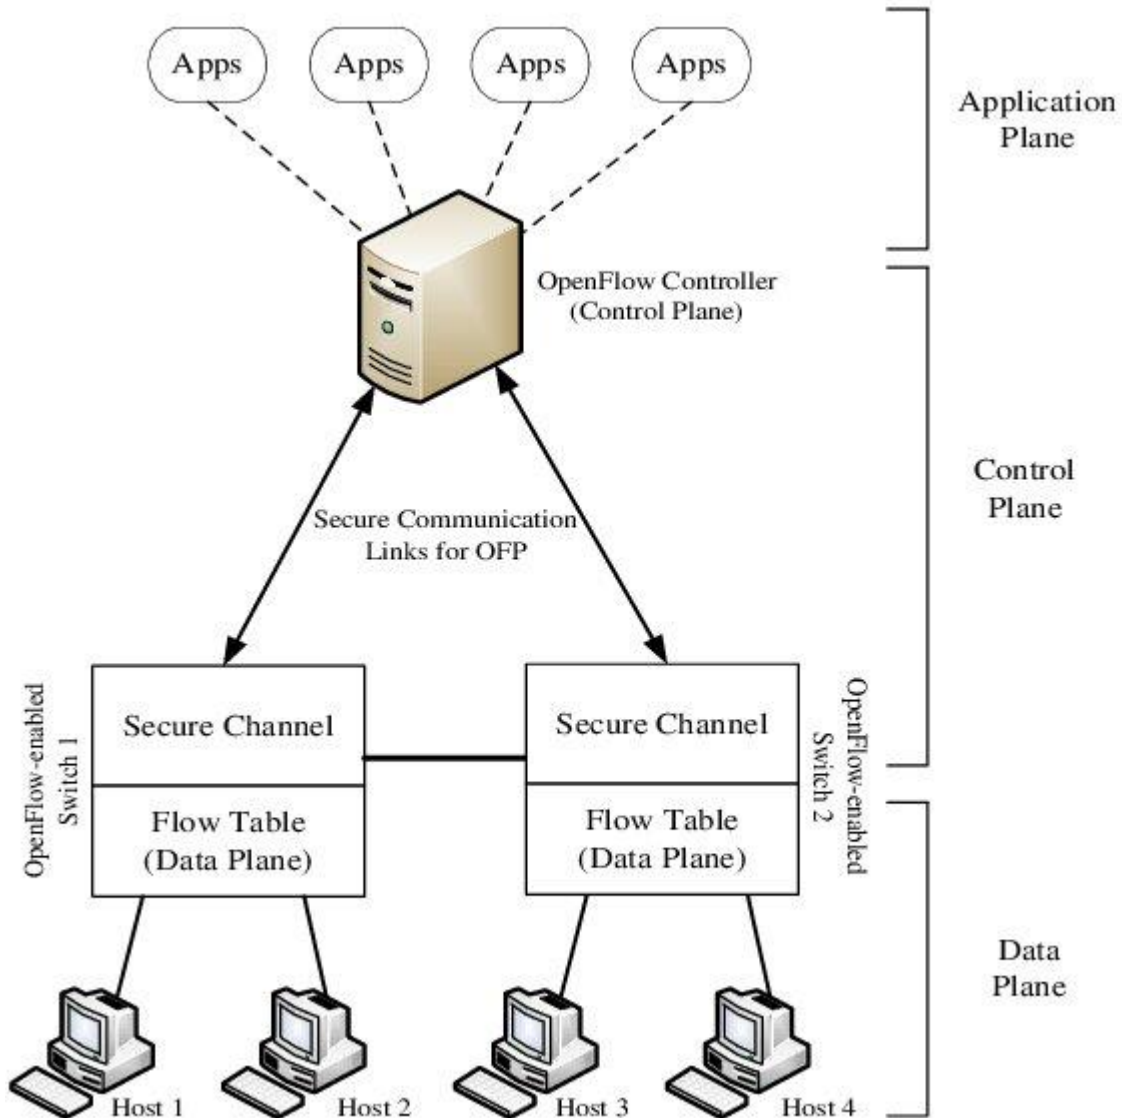 Apps
Apps
Apps
Apps
Application
Plane
OpenFlow Controller
(Control Plane)
Control
Plane
Secure Communication
Links for OFP
OpenFlow-enabled
Switch 1
Secure Channel
Secure Channel
OpenFlow-enabled
Switch 2
Flow Table
(Data Plane)
Flow Table
(Data Plane)
Data
Plane
Host 1
Host 2
Host 3
Host 4